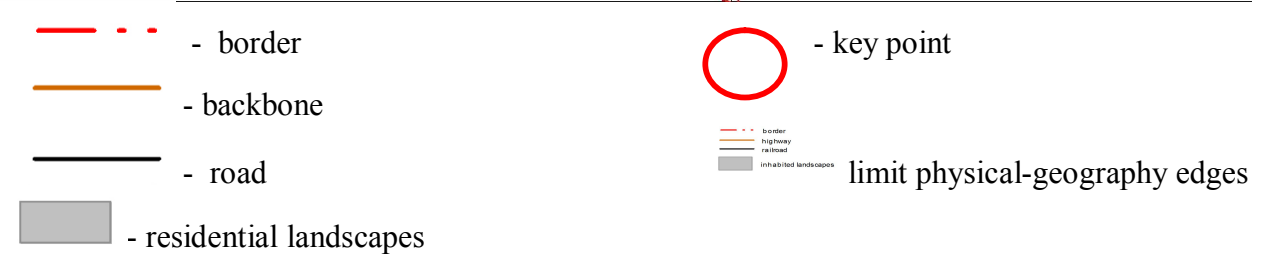 - border
- backbone
- road
- residential landscapes
- key point
border
highway
railroad
inhabited landscapes
limit physical-geography edges